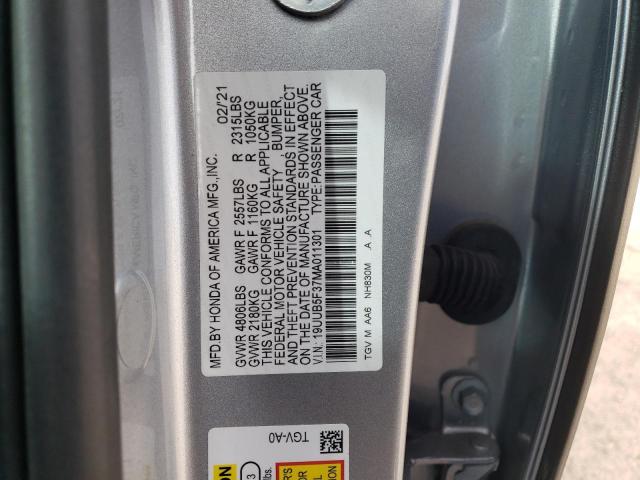 MFD.BY HONDA OF AMERICA MFG.,INC. 02/'21
GVWR 4806LBS GAWR F 2557LBS R 2315LBS
GVWR 2180KG GAWR F 1160KG R 1050KG
THIS VEHICLE CONFORMS TO ALL APPLICABLE
FEDERAL MOTOR VEHICLE SAFETY, BUMPER,
AND THEFT PREVENTION STANDARDS IN EFFECT
ON THE DATE OF MANUFACTURE SHOWN ABOVE.
V.I.N.: 19UUB5F37MA011301 TYPE:PASSENGER CAR
TGV M AA6 NH830M A .A
TGV-A0